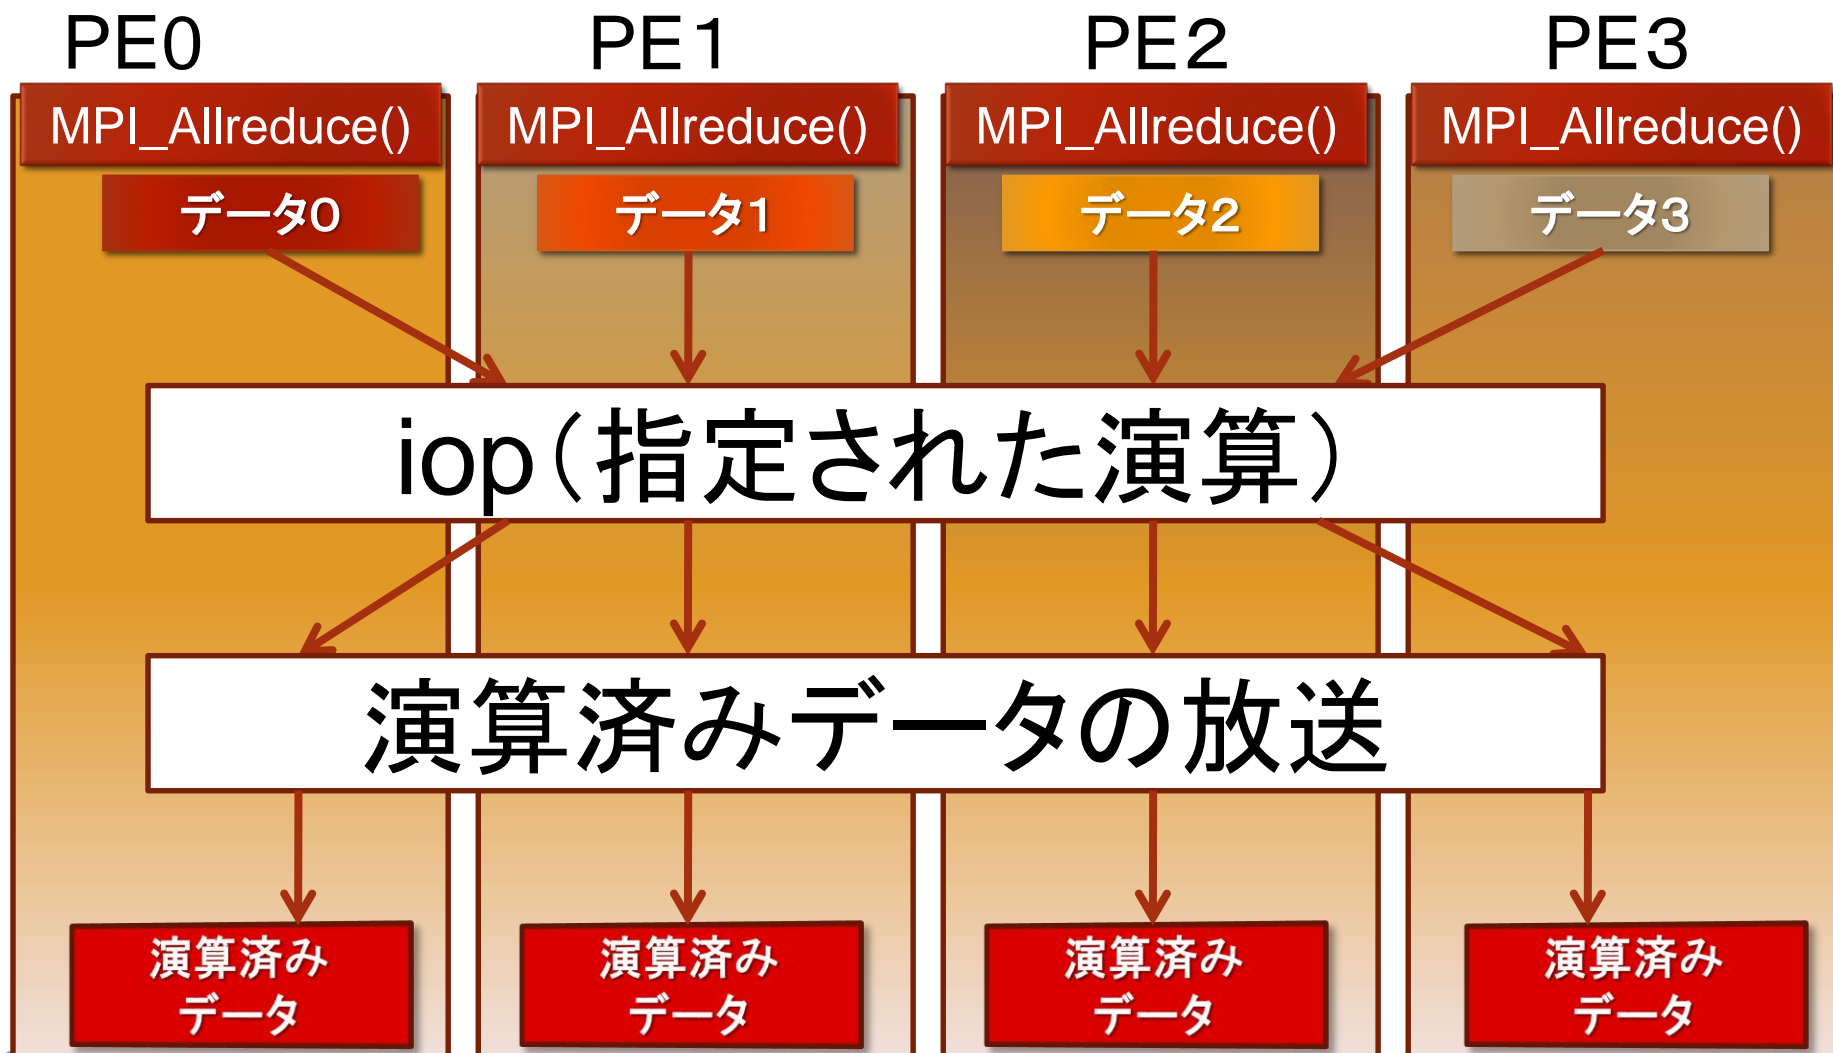 PE0
PE1
PE2
PE3
MPI_Allreduce()
MPI_Allreduce()
MPI_Allreduce()
MPI_Allreduce()
データ0
データ1
データ2
データ3
iop(指定された演算)
演算済みデータの放送
演算済み
データ
演算済み
データ
演算済み
データ
演算済み
データ